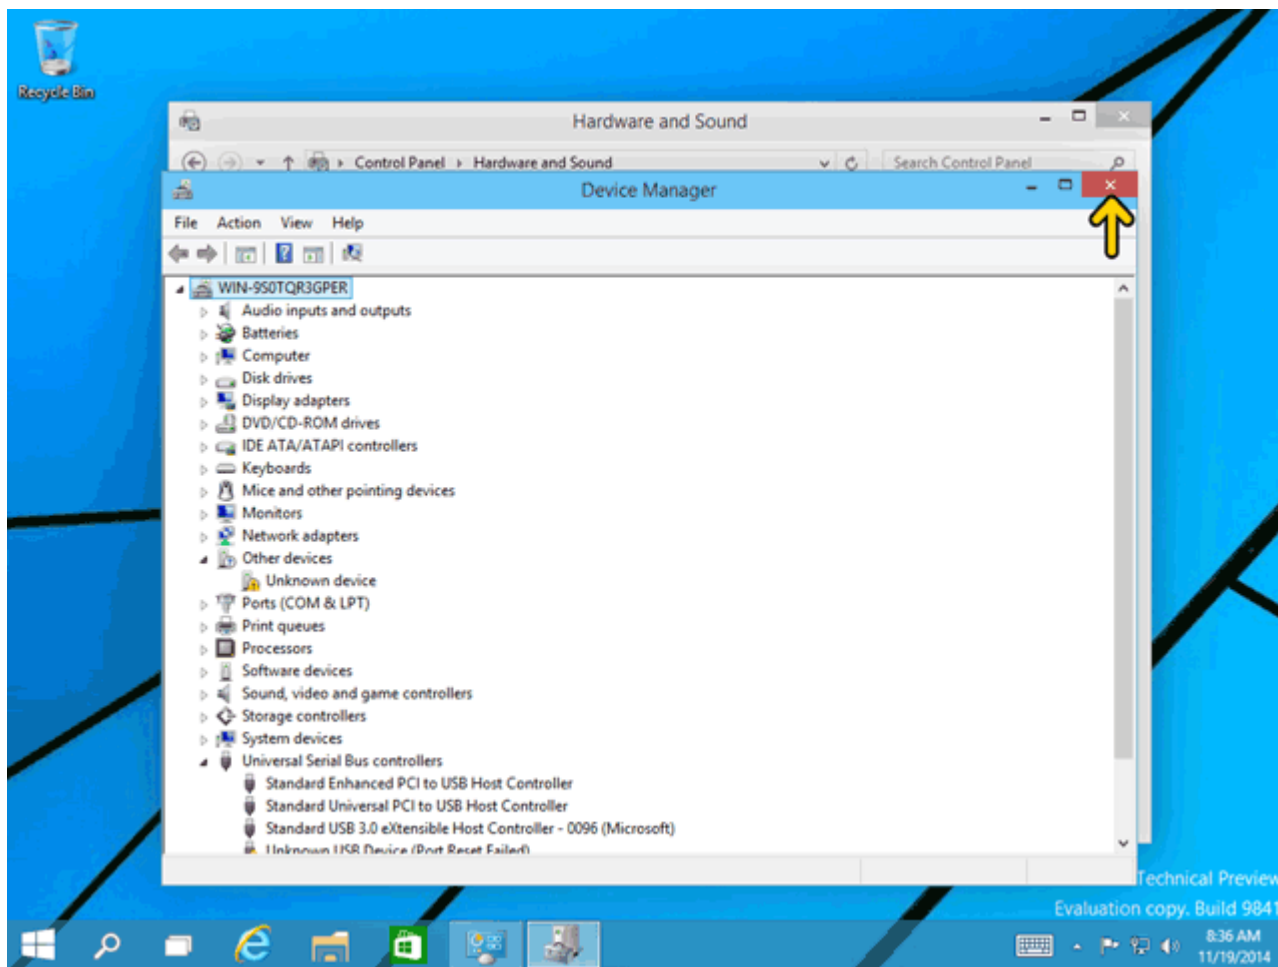 Recycle Bin
Hardware and Sound
Control Panel Hardware and Sound
Search Control Panel
Device Manager
File Action View Help
WIN-9S0TQR3GPER
Audio inputs and outputs
Batteries
Computer
Disk drives
Display adapters
DVD/CD-ROM drives
IDE ATA/ATAPI controllers
Keyboards
Mice and other pointing devices
Monitors
Network adapters
Other devices
Unknown device
Ports (COM & LPT)
Print queues
Processors
Software devices
Sound, video and game controllers
Storage controllers
System devices
Universal Serial Bus controllers
Standard Enhanced PCI to USB Host Controller
Standard Universal PCI to USB Host Controller
Standard USB 3.0 eXtensible Host Controller - 0096 (Microsoft)
Unknown USB Device (Port Reset Failed)
Technical Preview
Evaluation copy. Build 9841
8:36 AM
11/19/2014